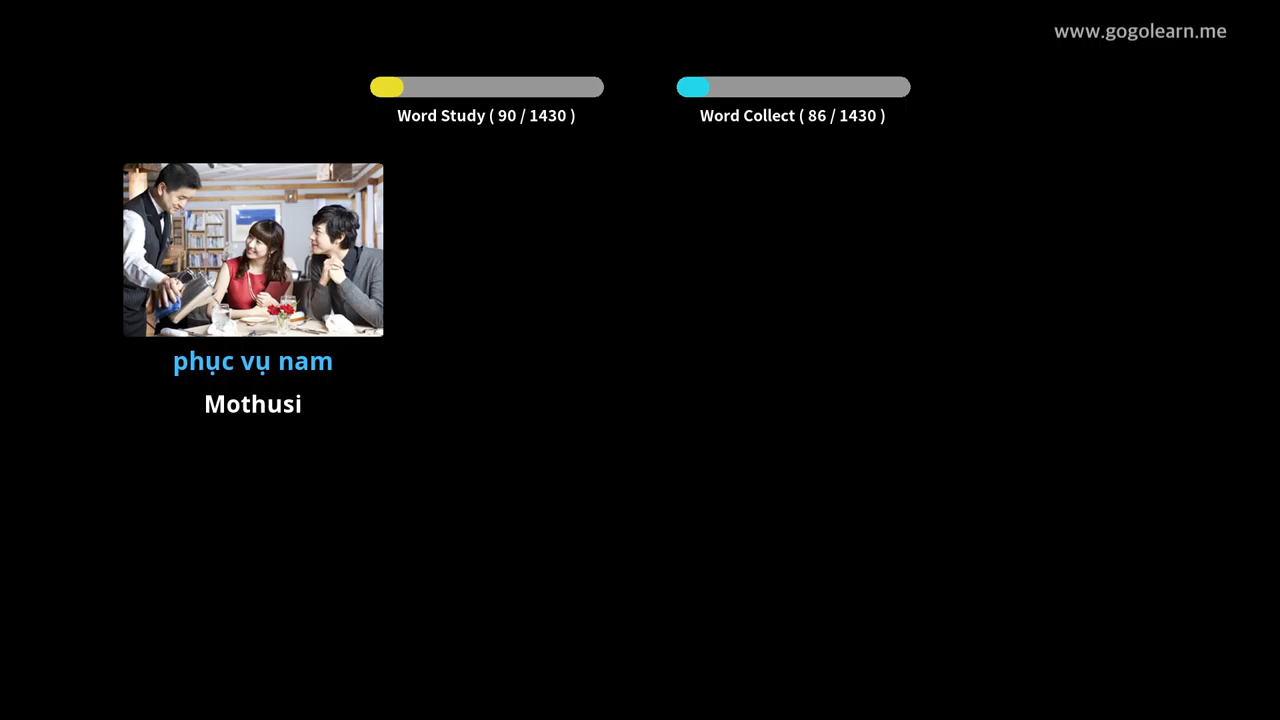 www.gogolearn.me
Word Study ( 90 / 1430 )
Word Collect ( 86 / 1430 )
phục vụ nam
Mothusi